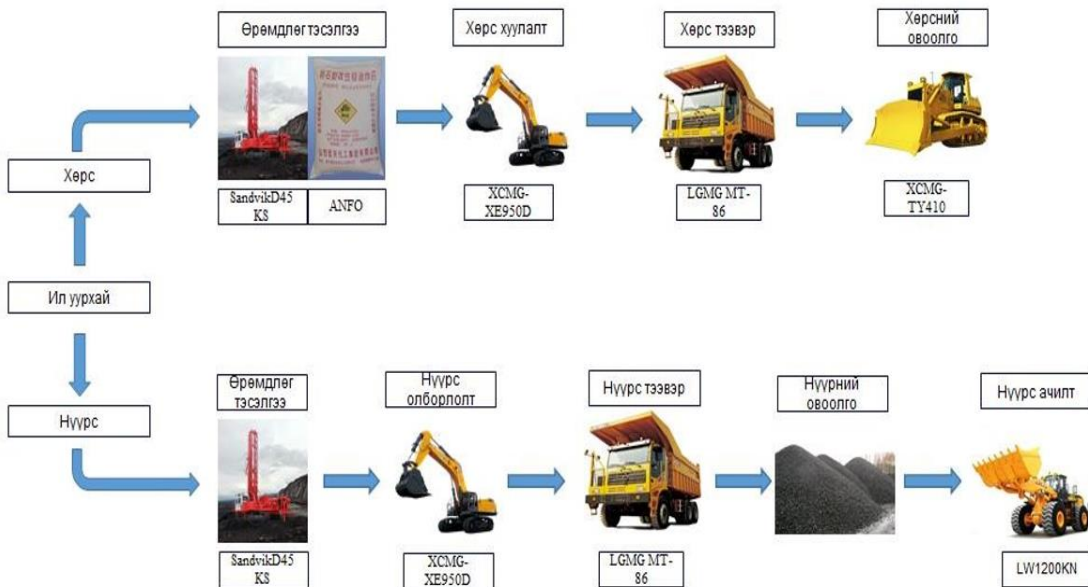 Өрөмдлөг тэсэлгээ
Хөрс хуулалт
Хөрс тээвэр
Хөрсний
овоолго
Хөрс
SandvikD45
KS
ANFO
XCMG-
XE950D
LGMG MT-
86
XCMG-
TY410
Ил уурхай
Нүүрс
Өрөмдлөг
тэсэлгээ
Нүүрс
олборлолт
Нүүрс тээвэр
Нүүрний
овоолго
Нүүрс ачилт
SandvikD45
KS
XCMG-
XE950D
LGMG MT-
86
LW1200KN